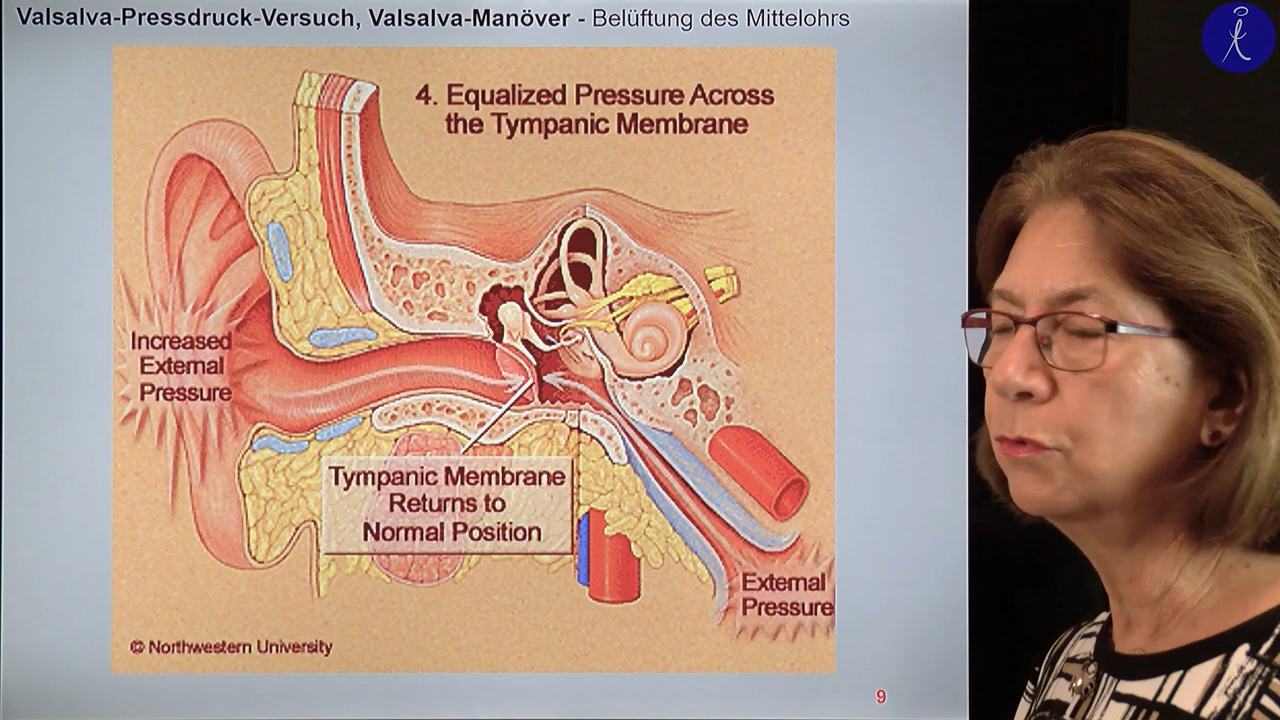 Valsalva-Pressdruck-Versuch, Valsalva-Manöver - Belüftung des Mittelohrs
4. Equalized Pressure Across
the Tympanic Membrane
Increased
External
Pressure
Tympanic Membrane
Returns to
Normal Position
External
Pressure
© Northwestern University
9